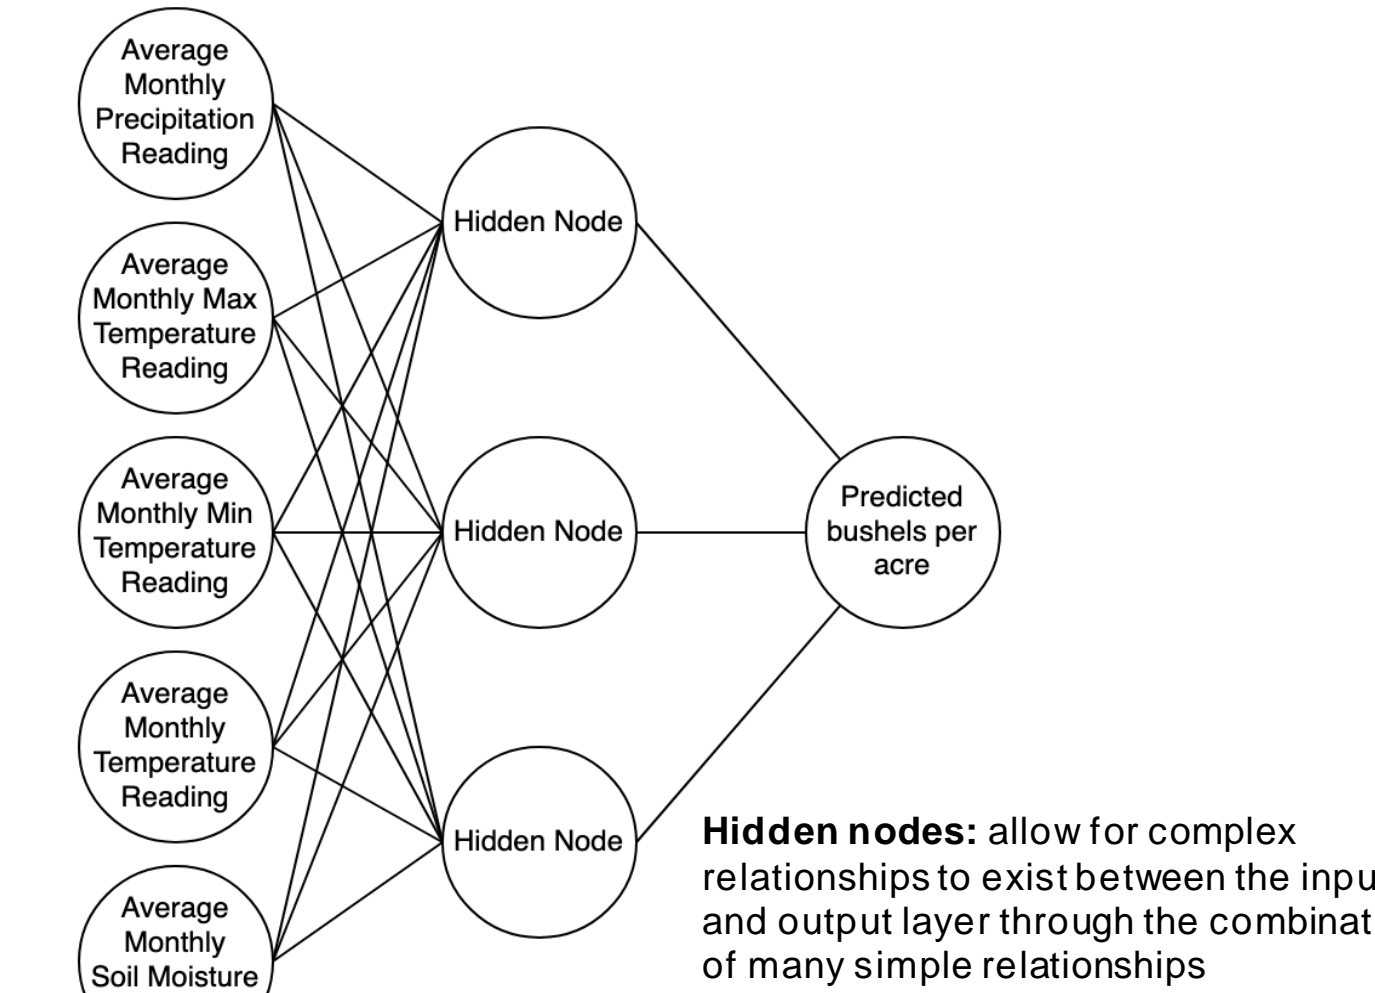 Average
Monthly
Precipitation
Reading
Average
Monthly Max
Temperature
Reading
Average
Monthly Min
Temperature
Reading
Average
Monthly
Temperature
Reading
Average
Monthly
Soil Moisture
Hidden Node
Hidden Node
Hidden Node
Predicted
bushels per
acre
Hidden nodes: allow for complex
relationships to exist between the inpu
and output layer through the combinat
of many simple relationships